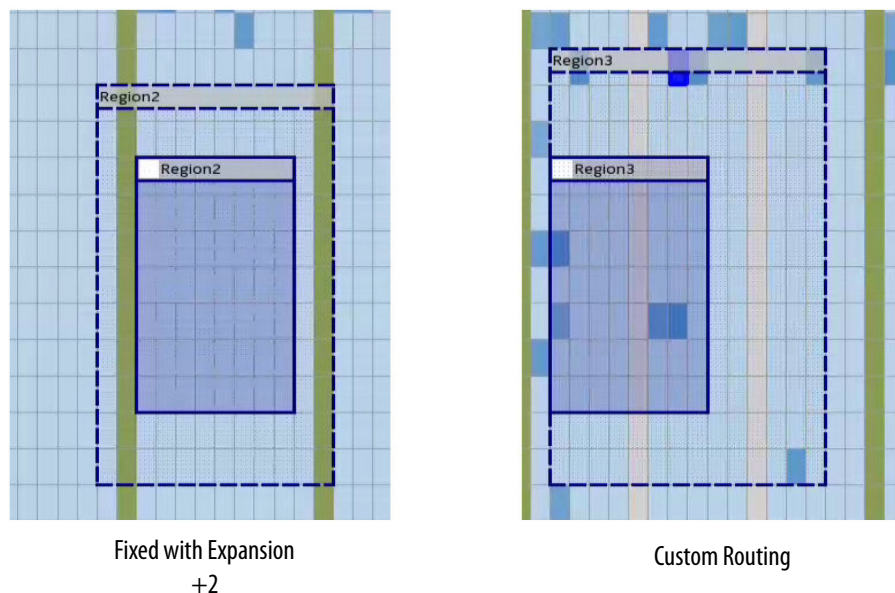 Region2
Region2
Fixed with Expansion
+2
Region3
Region3
Custom Routing